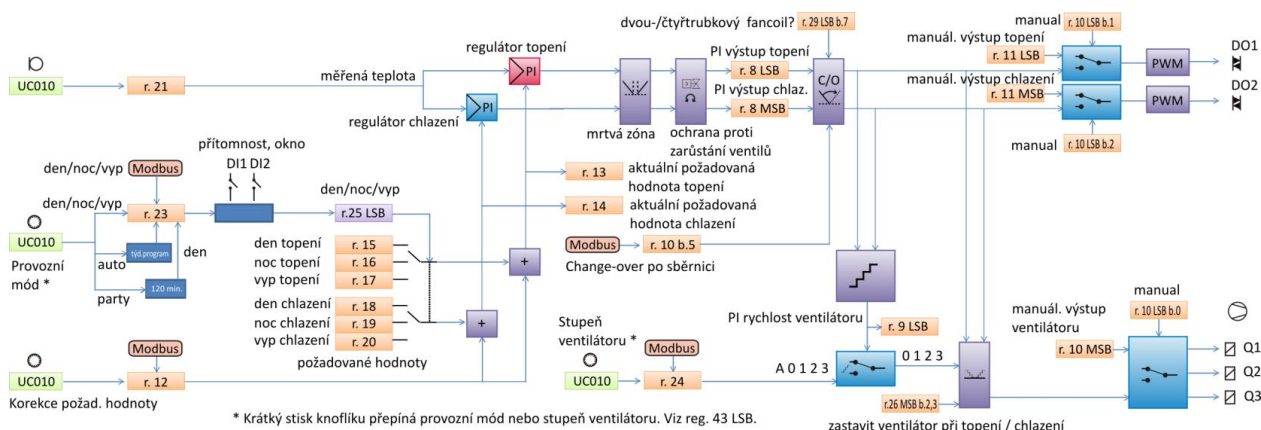 dvou-/čtyřtrubkový fancoil?
r. 29 LSB b.7
manual
r. 10 LSB b.1
manuál. výstup topení
r. 11 LSB
PWM
DO1
regulátor topení
PI
PI výstup topení
r. 8 LSB
C/O
UC010
r. 21
měřená teplota
PI
regulátor chlazení
mrtvá zóna
ochrana proti
zarůstání ventilů
PI výstup chlaz.
r. 8 MSB
manuál. výstup chlazení
r. 11 MSB
PWM
DO2
manual
r. 10 LSB b.2
přítomnost, okno
DI1 DI2
den/noc/vyp
Modbus
den/noc/vyp
r. 23
den/noc/vyp
r.25 LSB
UC010
Provozní
mód *
auto
týd.program
den
party
120 min.
r. 13
aktuální požadovaná
hodnota topení
r. 14
aktuální požadovaná
hodnota chlazení
Modbus
r. 10 b.5
Change-over po sběrnici
den topení
r. 15
noc topení
r. 16
vyp topení
r. 17
+
den chlazení
r. 18
noc chlazení
r. 19
vyp chlazení
r. 20
+
požadované hodnoty
Modbus
UC010
r. 12
Korekce požad. hodnoty
PI rychlost ventilátoru
r. 9 LSB
Stupeň
ventilátoru *
Modbus
UC010
r. 24
A 0 1 2 3
0 1 2 3
r.26 MSB b.2,3
zastavit ventilátor při topení / chlazení
manual
r. 10 LSB b.0
manuál. výstup
ventilátoru
r. 10 MSB
Q1
Q2
Q3
* Krátký stisk knoflíku přepíná provozní mód nebo stupeň ventilátoru. Viz reg. 43 LSB.